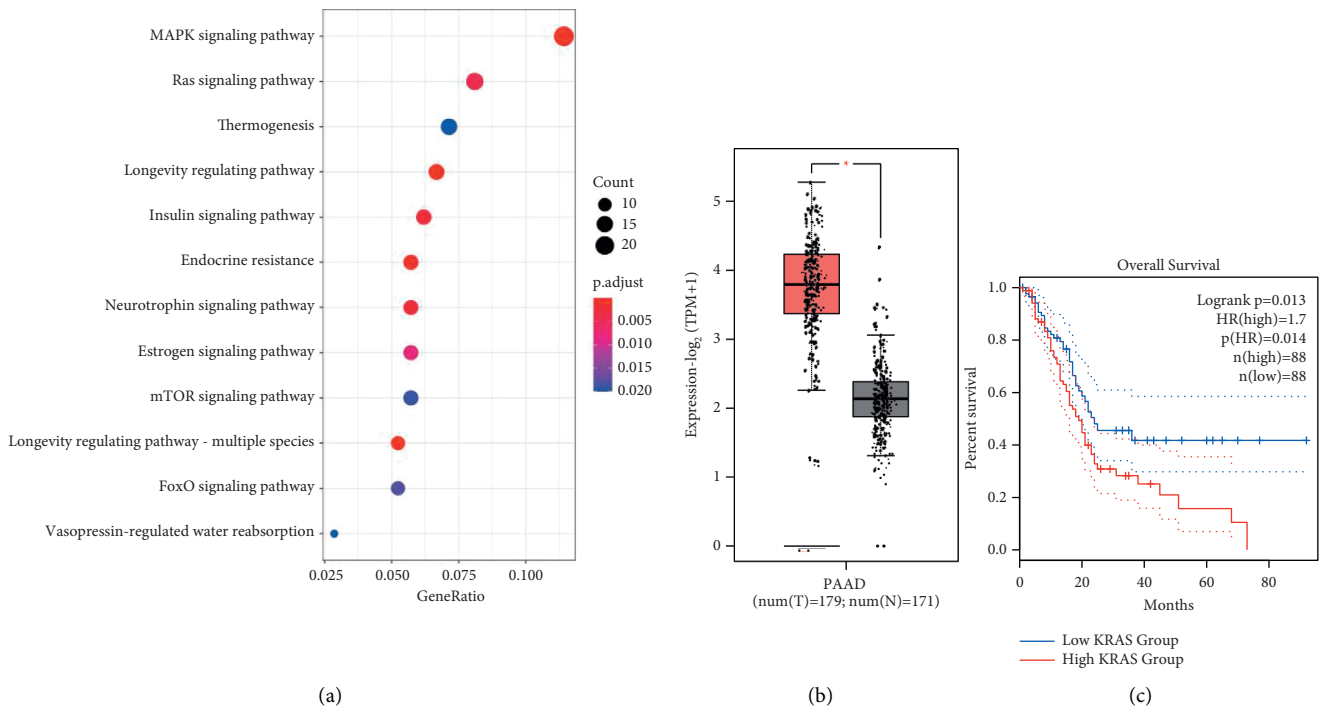 MAPK signaling pathway
Ras signaling pathway
Thermogenesis
Longevity regulating pathway
Insulin signaling pathway
Endocrine resistance
Neurotrophin signaling pathway
Estrogen signaling pathway
mTOR signaling pathway
Longevity regulating pathway - multiple species
FoxO signaling pathway
Vasopressin-regulated water reabsorption
0.025 0.050 0.075 0.100
GeneRatio
Count
10
15
20
p.adjust
0.005
0.010
0.015
0.020
(a)
Expression-log₂ (TPM+1)
5
4
3
2
1
0
*
PAAD
(num(T)=179; num(N)=171)
(b)
Overall Survival
Percent survival
1.0
0.8
0.6
0.4
0.2
0.0
Logrank p=0.013
HR(high)=1.7
p(HR)=0.014
n(high)=88
n(low)=88
0 20 40 60 80
Months
Low KRAS Group
High KRAS Group
(c)